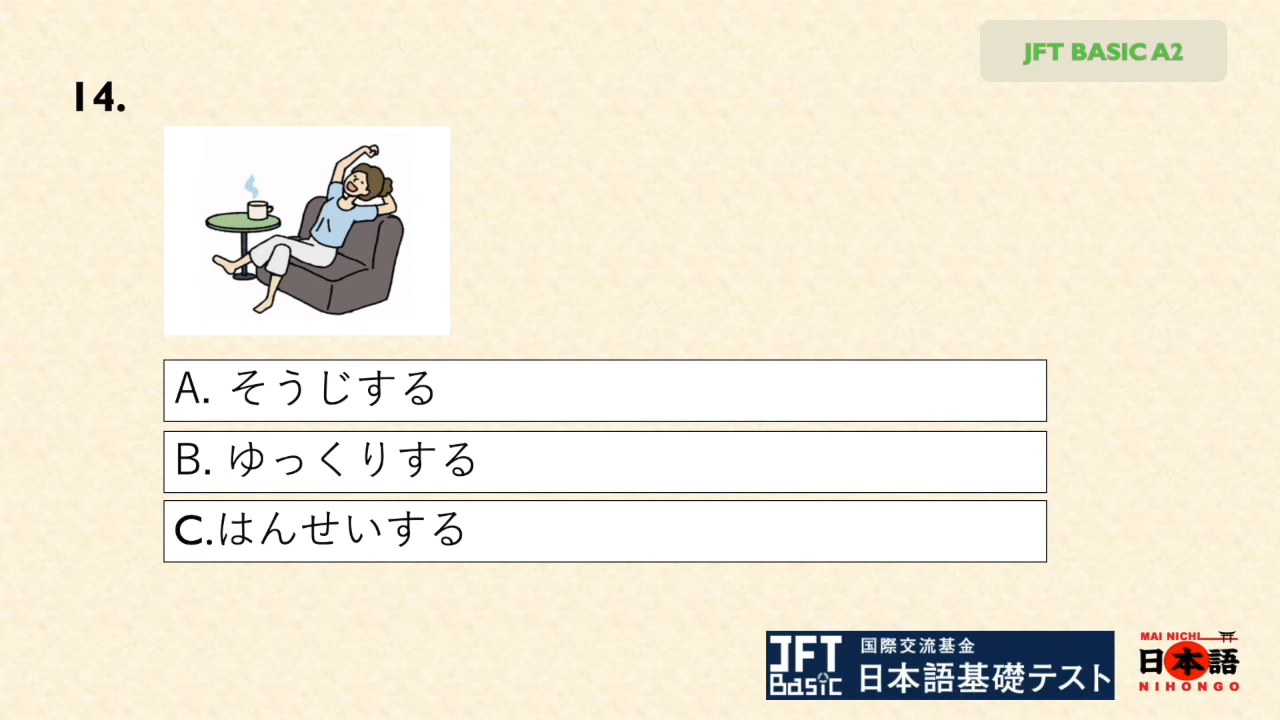 JFT BASIC A2
14.
A. そうじする
B. ゆっくりする
C.はんせいする
JFT Basic
国際交流基金
日本語基礎テスト
MAI NICHI
日本語
NIHONGO